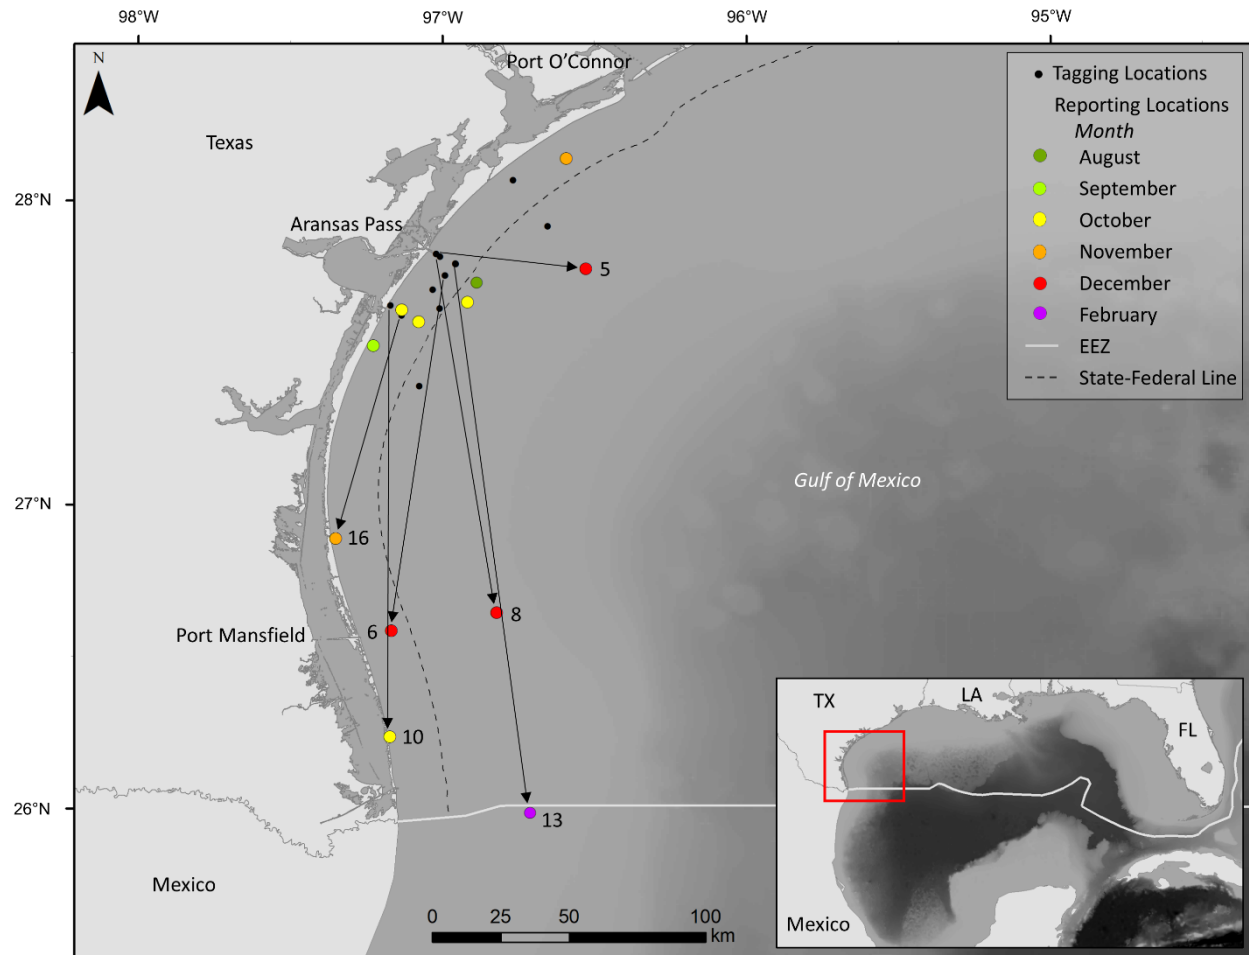 98°W
97°W
96°W
95°W
N
Port O'Connor
Texas
28°N
Aransas Pass
5
27°N
Gulf of Mexico
16
8
6
Port Mansfield
10
26°N
13
Mexico
0
25
50
100
km
Tagging Locations
Reporting Locations
Month
August
September
October
November
December
February
EEZ
State-Federal Line
TX
LA
FL
Mexico